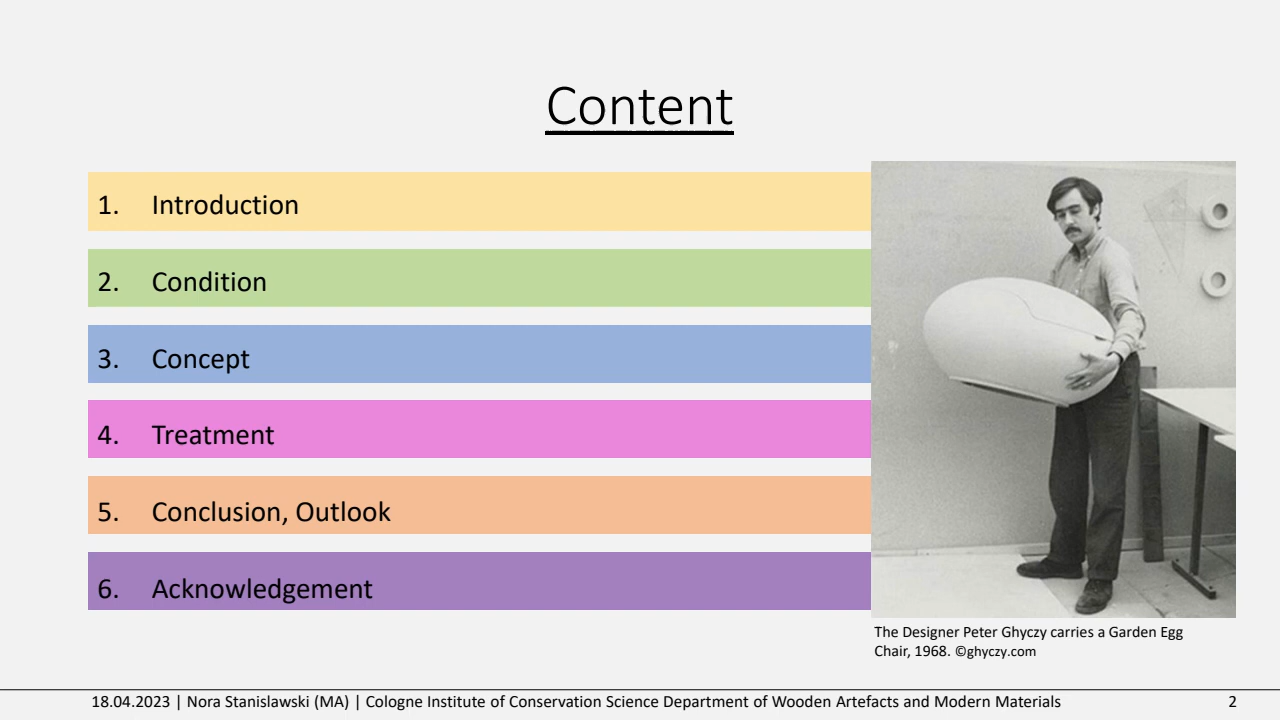 Content
1. Introduction
2. Condition
3. Concept
4. Treatment
5. Conclusion, Outlook
6. Acknowledgement
The Designer Peter Ghyczy carries a Garden Egg
Chair, 1968. ©ghyczy.com
18.04.2023 | Nora Stanislawski (MA) | Cologne Institute of Conservation Science Department of Wooden Artefacts and Modern Materials
2